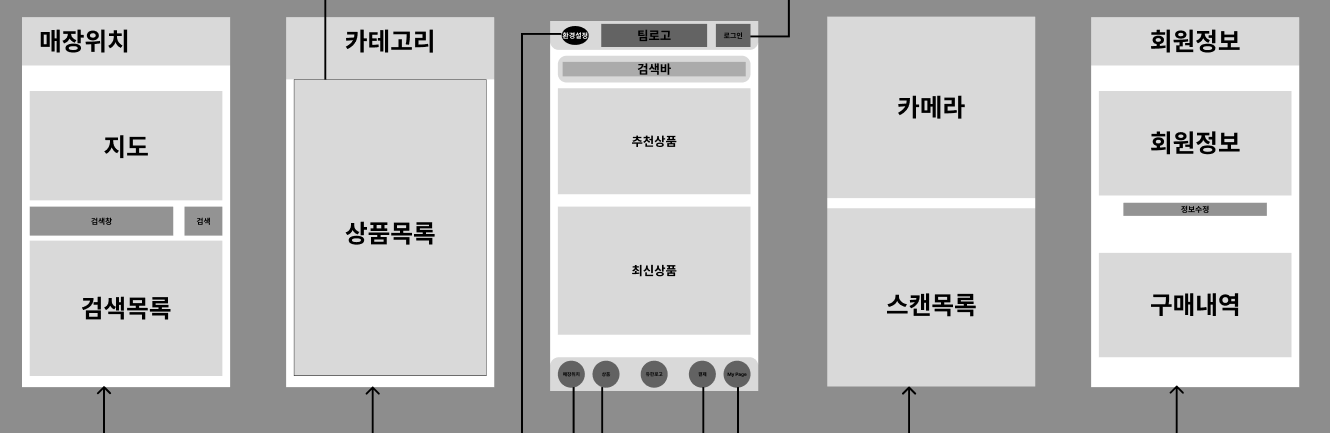 매장위치
지도
검색창
검색
검색목록
카테고리
상품목록
환경설정
팀로고
로그인
검색바
추천상품
최신상품
매장위치
상품
결제
My Page
카메라
스캔목록
회원정보
회원정보
정보수정
구매내역